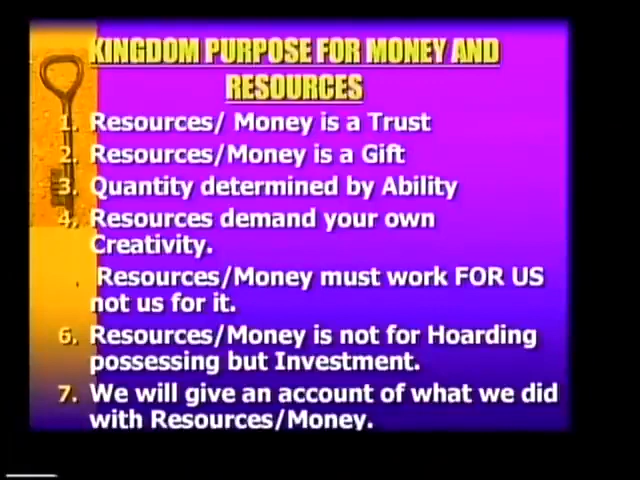 KINGDOM PURPOSE FOR MONEY AND
RESOURCES
1. Resources/ Money is a Trust
2. Resources/Money is a Gift
3. Quantity determined by Ability
4. Resources demand your own
Creativity.
. Resources/Money must work FOR US
not us for it.
6. Resources/Money is not for Hoarding
possessing but Investment.
7. We will give an account of what we did
with Resources/Money.